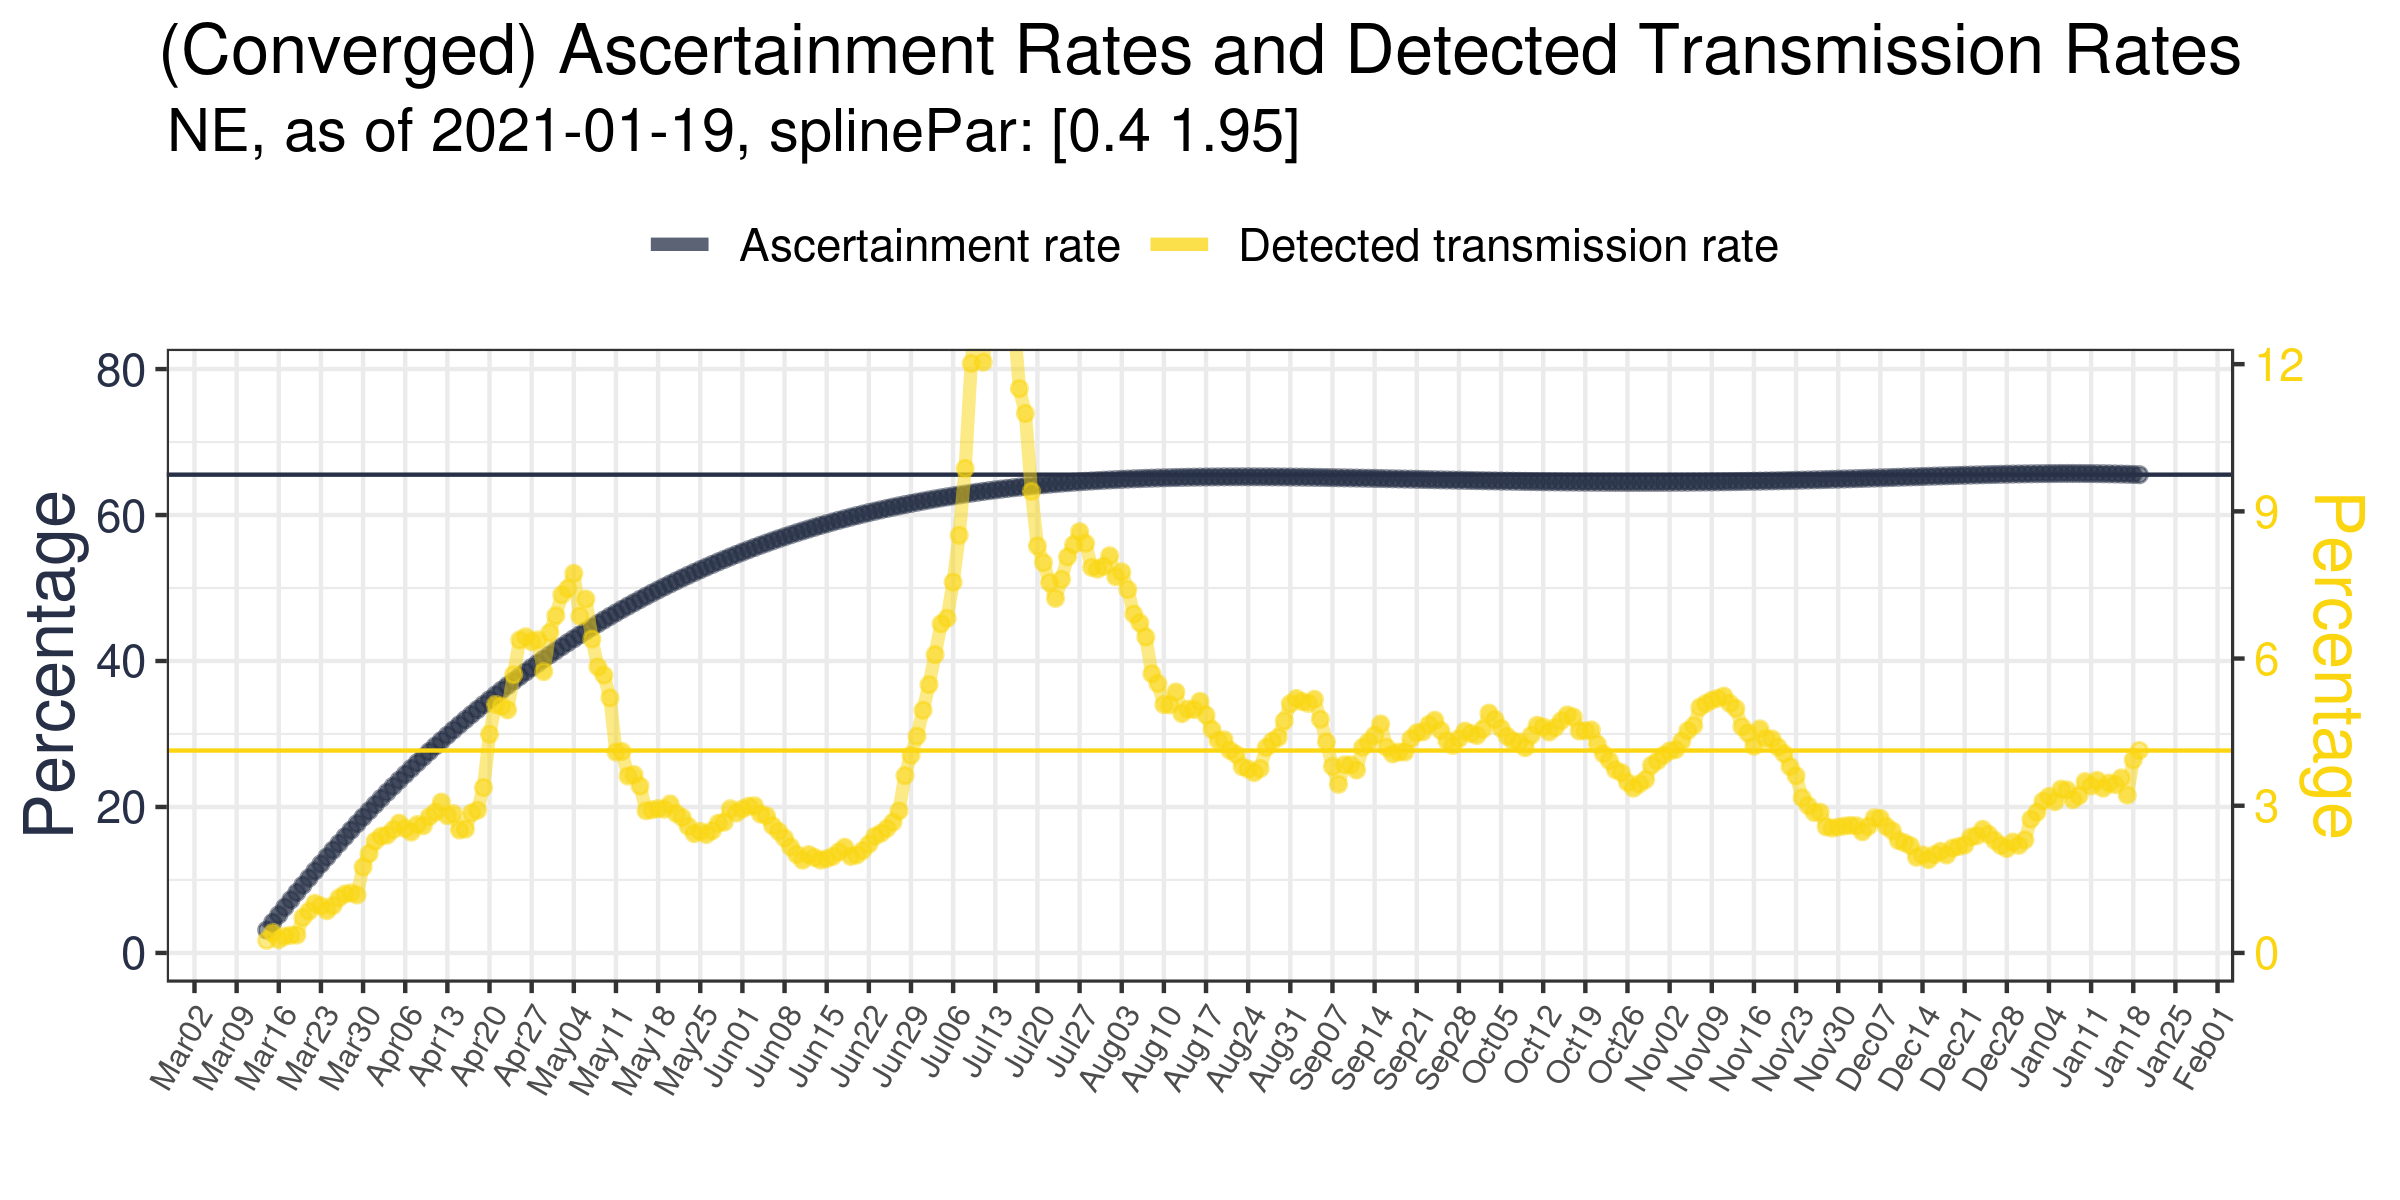 (Converged) Ascertainment Rates and Detected Transmission Rates
NE, as of 2021-01-19, splinePar: [0.4 1.95]
Ascertainment rate Detected transmission rate
Percentage
80
60
40
20
0
12
9
6
3
0
Percentage
Mar02 Mar09 Mar16 Mar23 Mar30 Apr06 Apr13 Apr20 Apr27 May04 May11 May18 May25 Jun01 Jun08 Jun15 Jun22 Jun29 Jul06 Jul13 Jul20 Jul27 Aug03 Aug10 Aug17 Aug24 Aug31 Sep07 Sep14 Sep21 Sep28 Oct05 Oct12 Oct19 Oct26 Nov02 Nov09 Nov16 Nov23 Nov30 Dec07 Dec14 Dec21 Dec28 Jan04 Jan11 Jan18 Jan25 Feb01